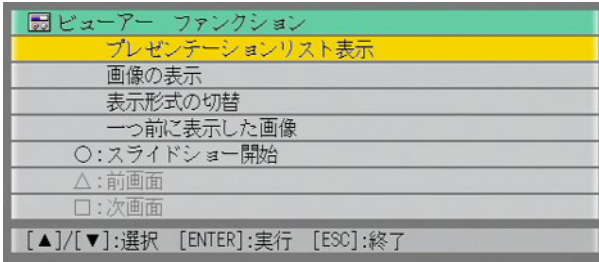 ビューアー ファンクション
プレゼンテーションリスト表示
画像の表示
表示形式の切替
一つ前に表示した画像
○:スライドショー開始
△:前画面
□:次画面
[▲]/[▼]:選択 [ENTER]:実行 [ESC]:終了